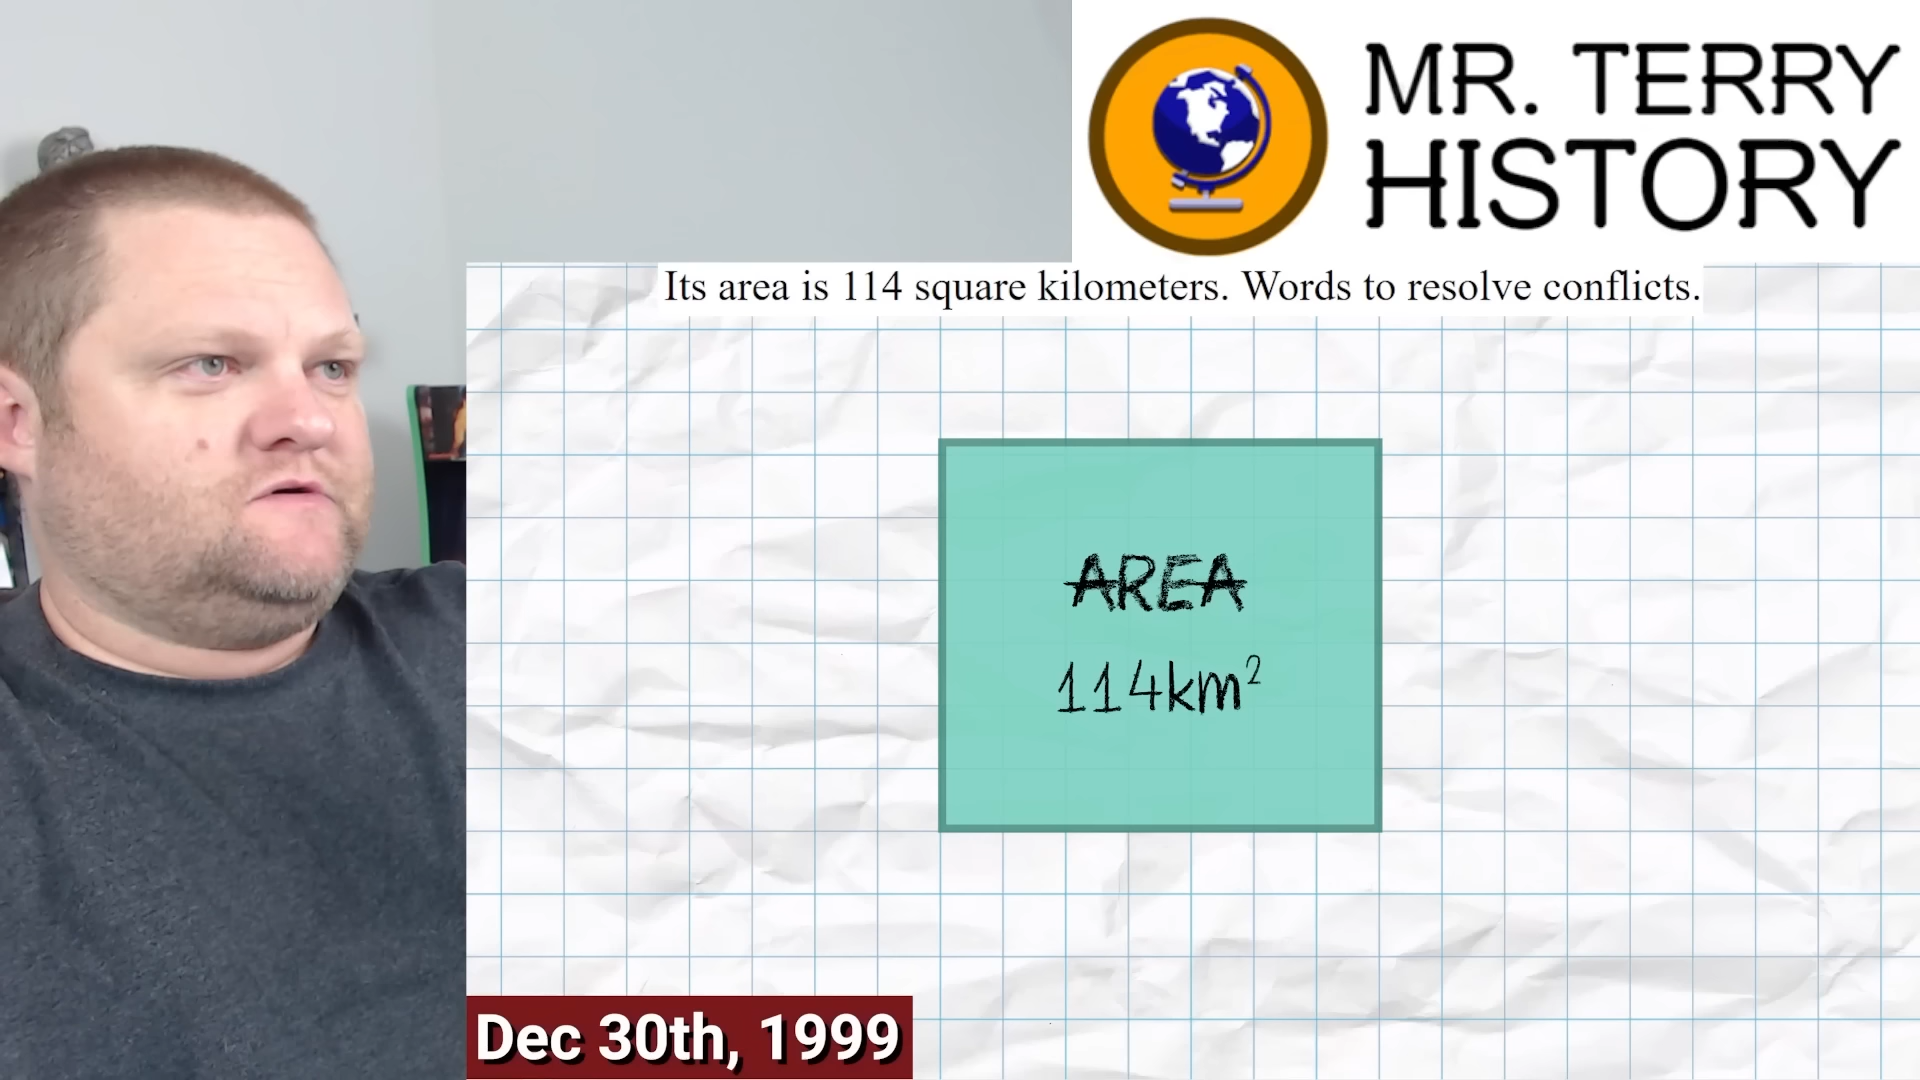 MR. TERRY
HISTORY
Its area is 114 square kilometers. Words to resolve conflicts.
AREA
114km²
Dec 30th, 1999